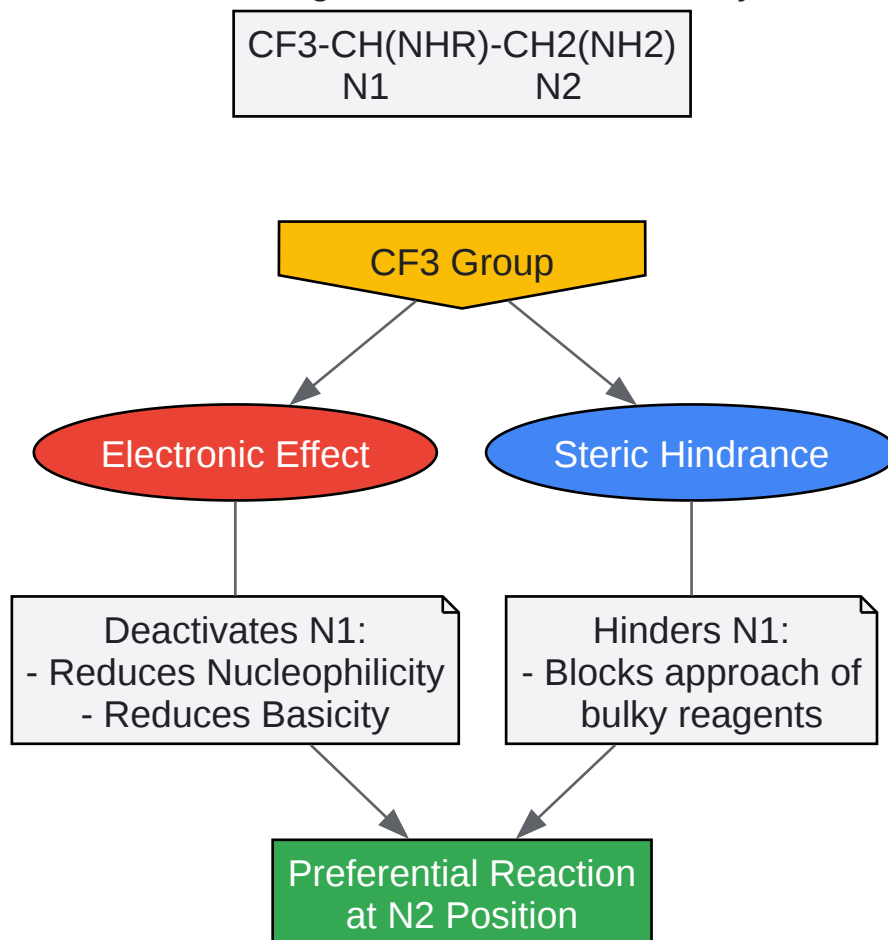 CF3-CH(NHR)-CH2(NH2)
N1 N2
CF3 Group
Electronic Effect
Steric Hindrance
Deactivates N1:
- Reduces Nucleophilicity
- Reduces Basicity
Hinders N1:
- Blocks approach of
bulky reagents
Preferential Reaction
at N2 Position